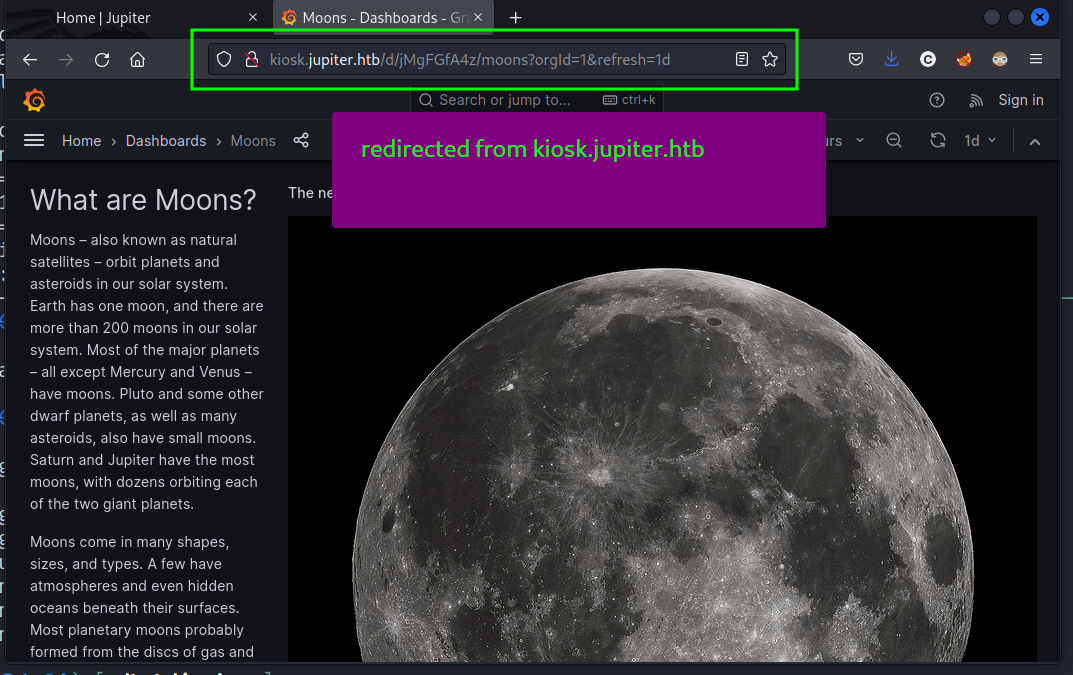 Home | Jupiter
Moons - Dashboards - Gra
kiosk.jupiter.htb/d/jMgFGfA4z/moons?orgId=1&refresh=1d
Search or jump to...
ctrl+k
Sign in
Home › Dashboards › Moons
urs
1d
redirected from kiosk.jupiter.htb
What are Moons?
The ne
Moons – also known as natural
satellites – orbit planets and
asteroids in our solar system.
Earth has one moon, and there are
more than 200 moons in our solar
system. Most of the major planets
– all except Mercury and Venus –
have moons. Pluto and some other
dwarf planets, as well as many
asteroids, also have small moons.
Saturn and Jupiter have the most
moons, with dozens orbiting each
of the two giant planets.
Moons come in many shapes,
sizes, and types. A few have
atmospheres and even hidden
oceans beneath their surfaces.
Most planetary moons probably
formed from the discs of gas and